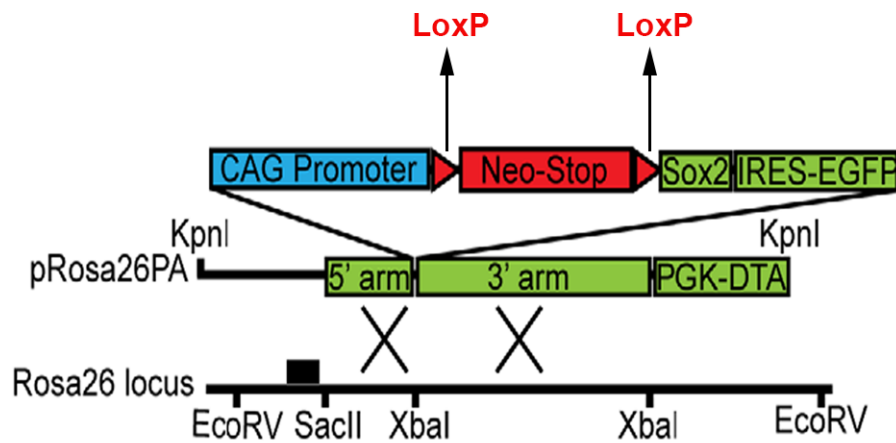 LoxP LoxP
CAG Promoter Neo-Stop Sox2 IRES-EGFP
KpnI KpnI
pRosa26PA 5' arm 3' arm PGK-DTA
Rosa26 locus
EcoRV SacII XbaI XbaI EcoRV